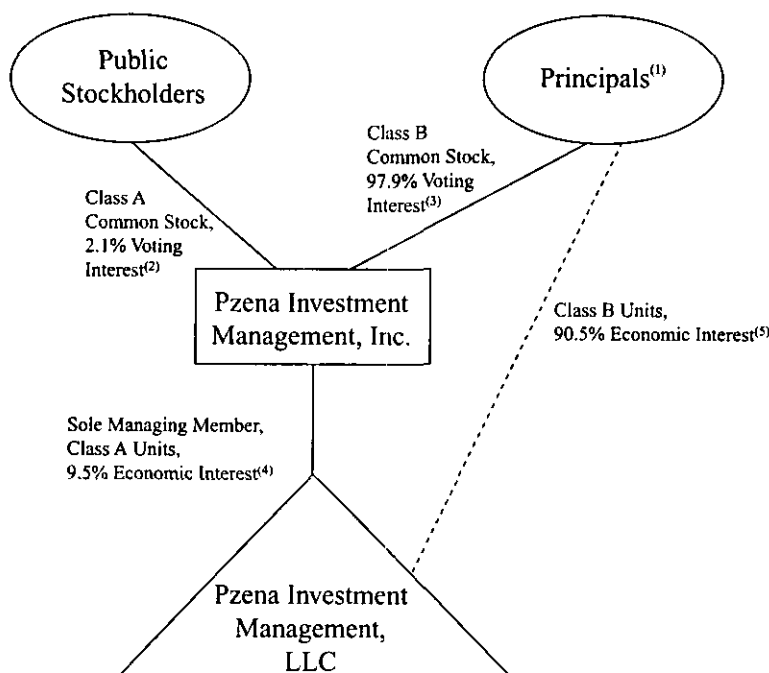 Public
Stockholders
Principals(1)
Class A
Common Stock,
2.1% Voting
Interest(2)
Class B
Common Stock,
97.9% Voting
Interest(3)
Pzena Investment
Management, Inc.
Class B Units,
90.5% Economic Interest(5)
Sole Managing Member,
Class A Units,
9.5% Economic Interest(4)
Pzena Investment
Management,
LLC